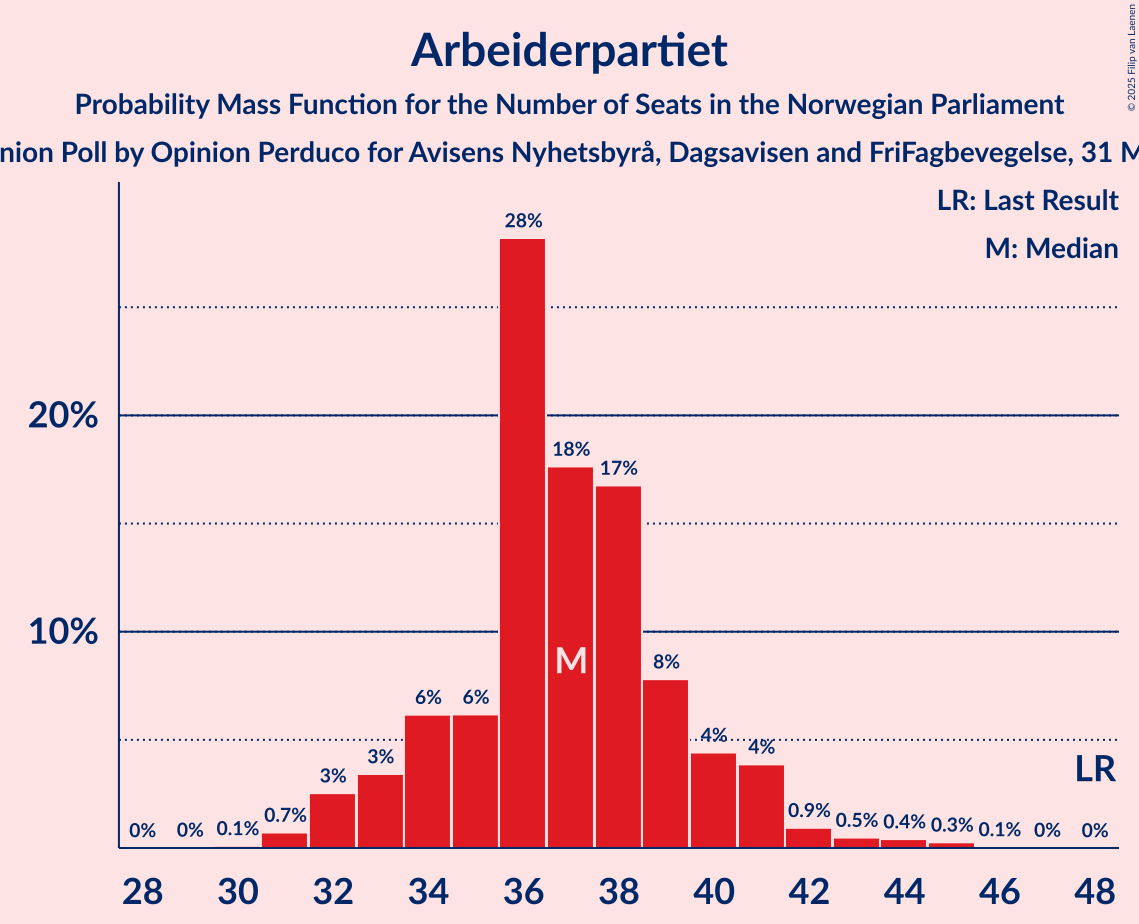 © 2025 Filip van Laenen
Arbeiderpartiet
Probability Mass Function for the Number of Seats in the Norwegian Parliament
nion Poll by Opinion Perduco for Avisens Nyhetsbyrå, Dagsavisen and FriFagbevegelse, 31 M
LR: Last Result
M: Median
28%
20%
18%
17%
10%
M
8%
6% 6%
4% 4%
3%
3%
LR
0% 0% 0.1% 0.7% 0.9% 0.5% 0.4% 0.3% 0.1% 0% 0%
28 30 32 34 36 38 40 42 44 46 48